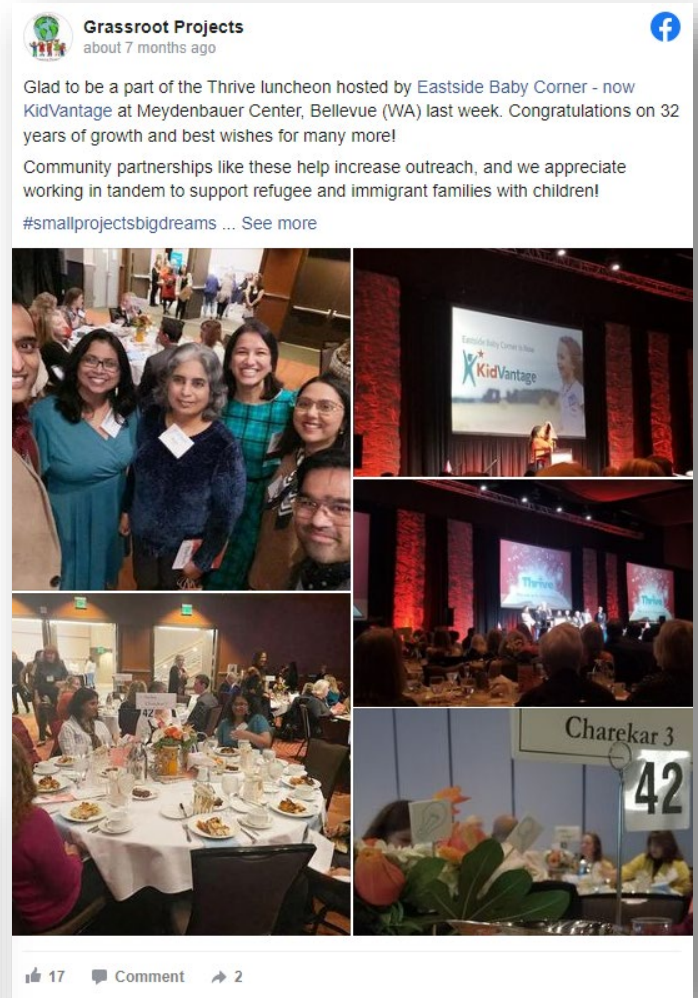 Grassroot Projects
about 7 months ago
Glad to be a part of the Thrive luncheon hosted by Eastside Baby Corner - now
KidVantage at Meydenbauer Center, Bellevue (WA) last week. Congratulations on 32
years of growth and best wishes for many more!
Community partnerships like these help increase outreach, and we appreciate
working in tandem to support refugee and immigrant families with children!
#smallprojectsbigdreams ... See more
Eastside Baby Corner is Now
KidVantage
Thrive
Thrive
42
Charekar 3
42
17
Comment
2